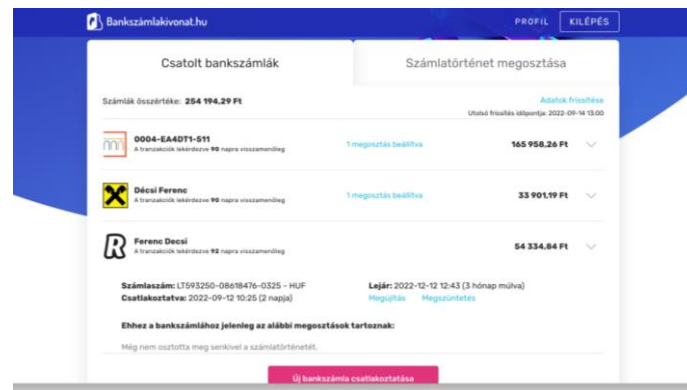 Bankszámlakivonat.hu
PROFIL
KILÉPÉS
Csatolt bankszámlák
Számlatörténet megosztása
Számlák összértéke: 254 194,29 Ft
Adatok frissítése
Utolsó frissítés időpontja: 2022-09-14 13:00
0004-EA4DT1-511
A tranzakciók lekérdezve 90 napra visszamenőleg
1 megosztás beállítva
165 958,26 Ft
Décsi Ferenc
A tranzakciók lekérdezve 90 napra visszamenőleg
1 megosztás beállítva
33 901,19 Ft
R
Ferenc Decsi
A tranzakciók lekérdezve 92 napra visszamenőleg
54 334,84 Ft
Számlaszám: LT593250-08618476-0325 - HUF
Lejár: 2022-12-12 12:43 (3 hónap múlva)
Csatlakoztatva: 2022-09-12 10:25 (2 napja)
Megújítás Megszüntetés
Ehhez a bankszámlához jelenleg az alábbi megosztások tartoznak:
Még nem osztotta meg senkivel a számlatörténetét.
Új bankszámla csatlakoztatása